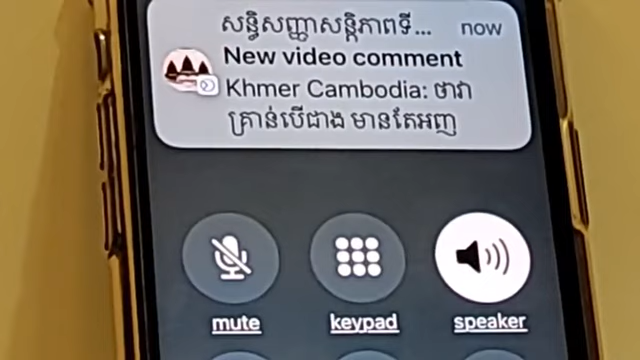 សន្ធិសញ្ញាសន្តិភាពទី... now
New video comment
Khmer Cambodia: ថាវា
គ្រាន់បើជាង មានតែអញ
mute keypad speaker